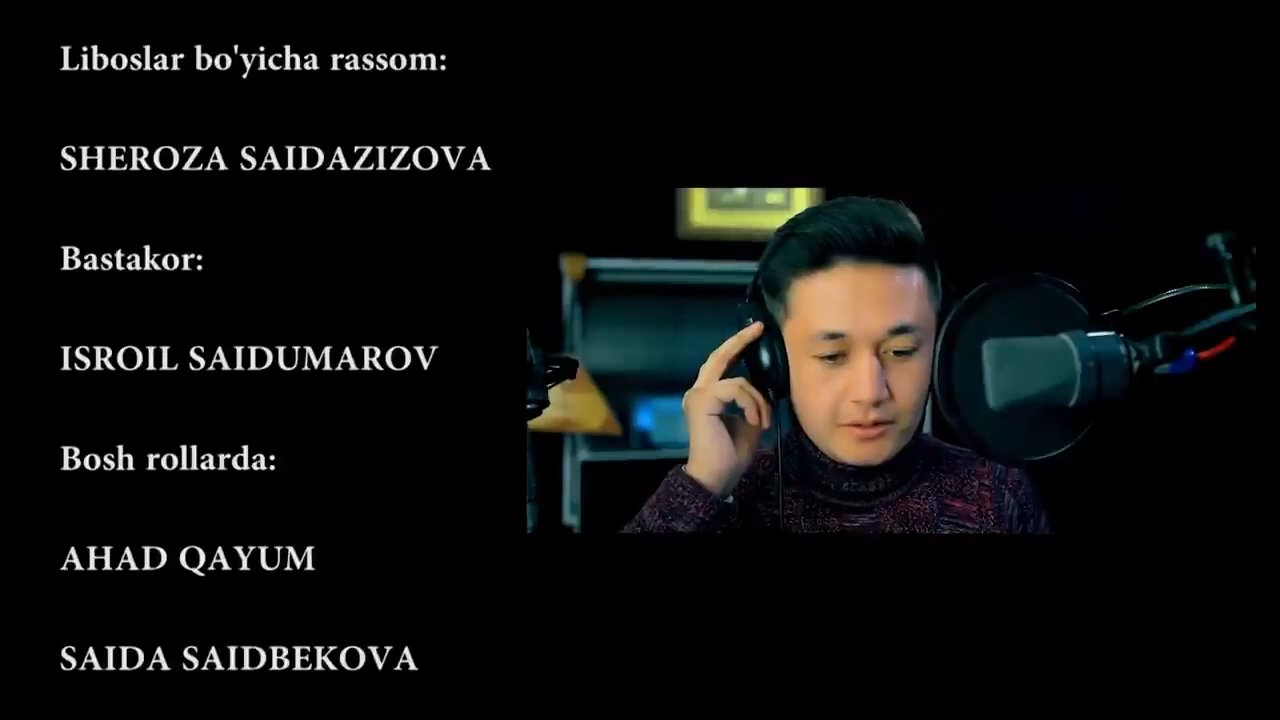 Liboslar bo'yicha rassom:
SHEROZA SAIDAZIZOVA
Bastakor:
ISROIL SAIDUMAROV
Bosh rollarda:
AHAD QAYUM
SAIDA SAIDBEKOVA